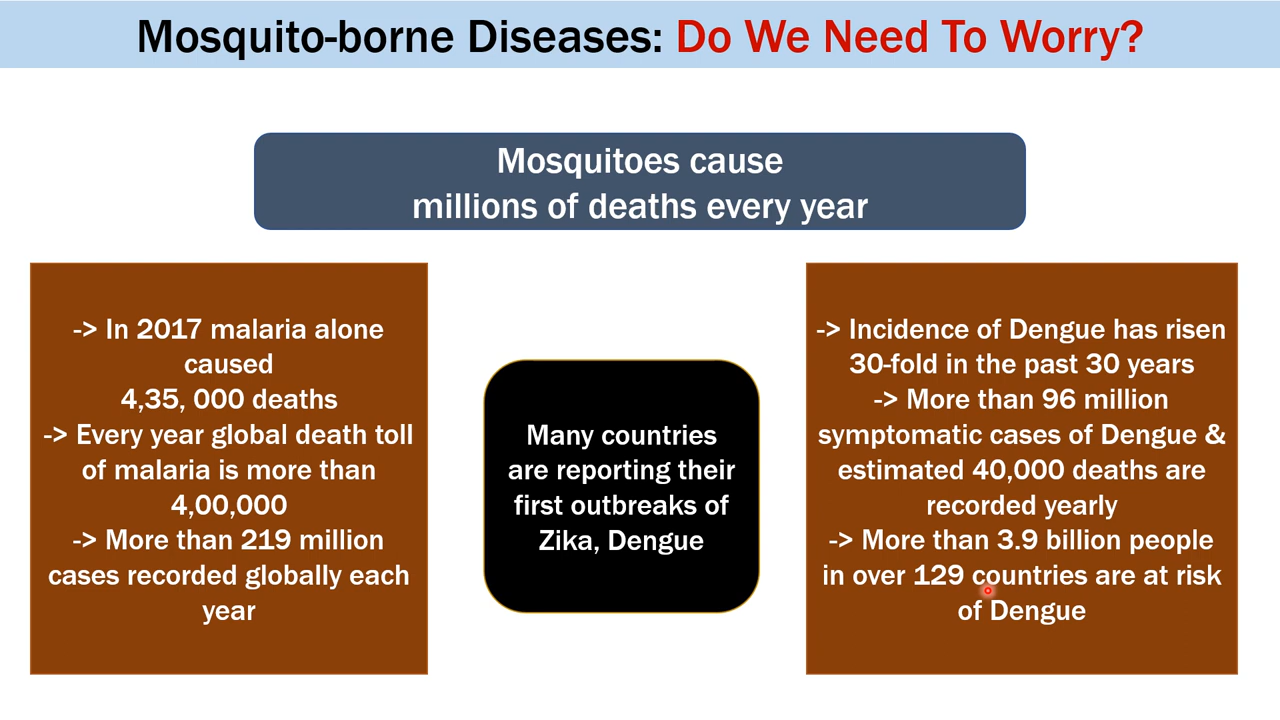 Mosquito-borne Diseases: Do We Need To Worry?
Mosquitoes cause
millions of deaths every year
-> In 2017 malaria alone
caused
4,35, 000 deaths
-> Every year global death toll
of malaria is more than
4,00,000
-> More than 219 million
cases recorded globally each
year
Many countries
are reporting their
first outbreaks of
Zika, Dengue
-> Incidence of Dengue has risen
30-fold in the past 30 years
-> More than 96 million
symptomatic cases of Dengue &
estimated 40,000 deaths are
recorded yearly
-> More than 3.9 billion people
in over 129 countries are at risk
of Dengue